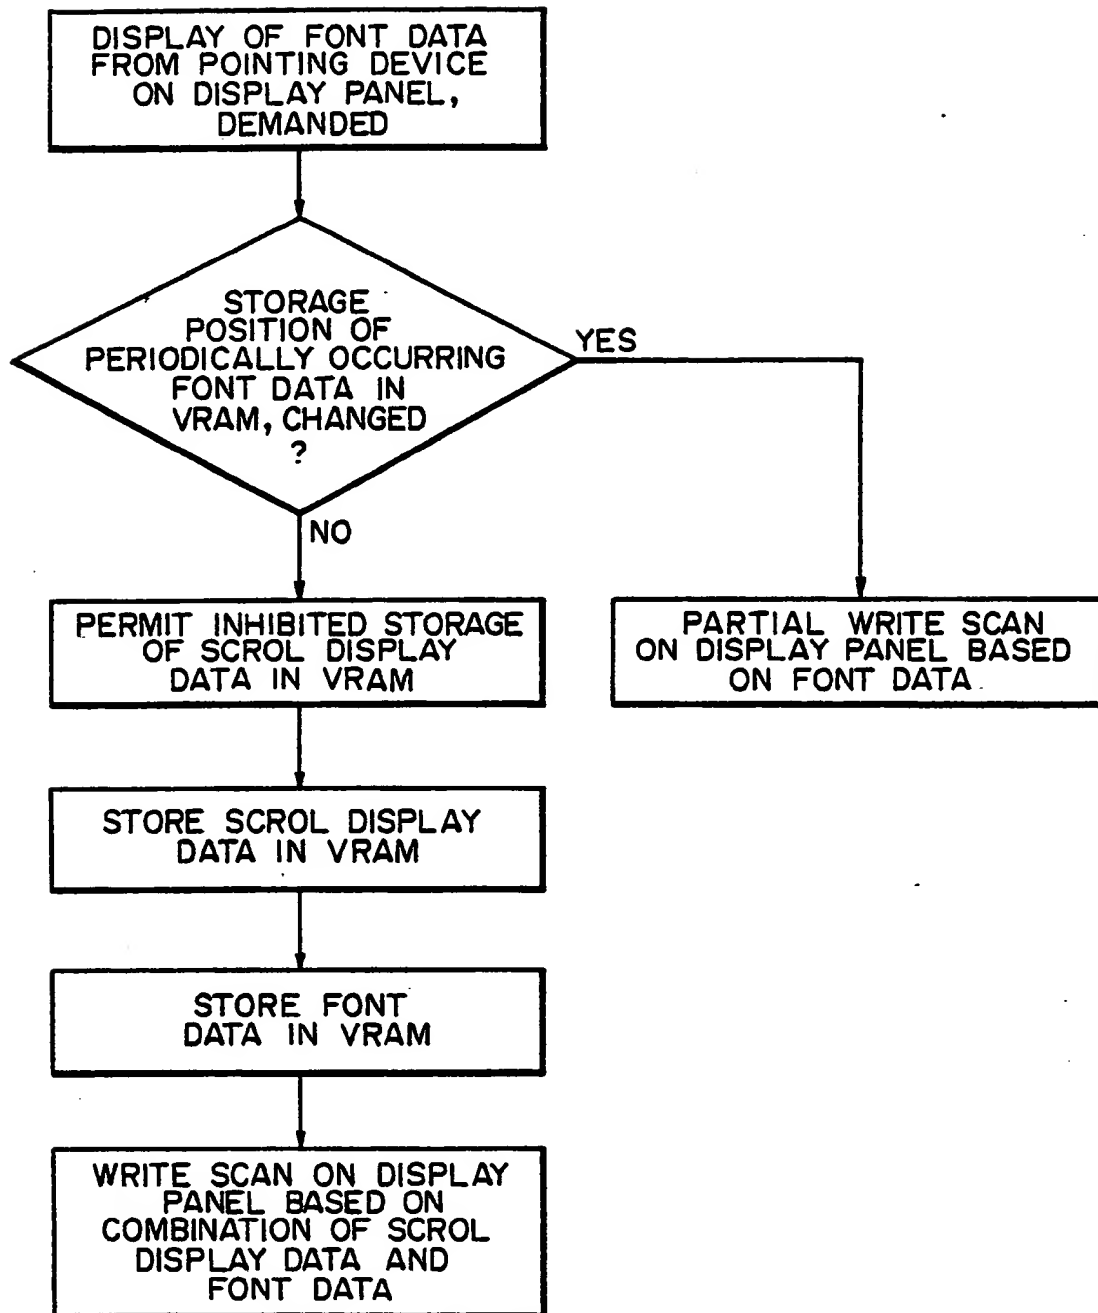 DISPLAY OF FONT DATA
FROM POINTING DEVICE
ON DISPLAY PANEL,
DEMANDED
STORAGE
POSITION OF
PERIODICALLY OCCURRING
FONT DATA IN
VRAM, CHANGED
?
YES
NO
PERMIT INHIBITED STORAGE
OF SCROL DISPLAY
DATA IN VRAM
PARTIAL WRITE SCAN
ON DISPLAY PANEL BASED
ON FONT DATA
STORE SCROL DISPLAY
DATA IN VRAM
STORE FONT
DATA IN VRAM
WRITE SCAN ON DISPLAY
PANEL BASED ON
COMBINATION OF SCROL
DISPLAY DATA AND
FONT DATA